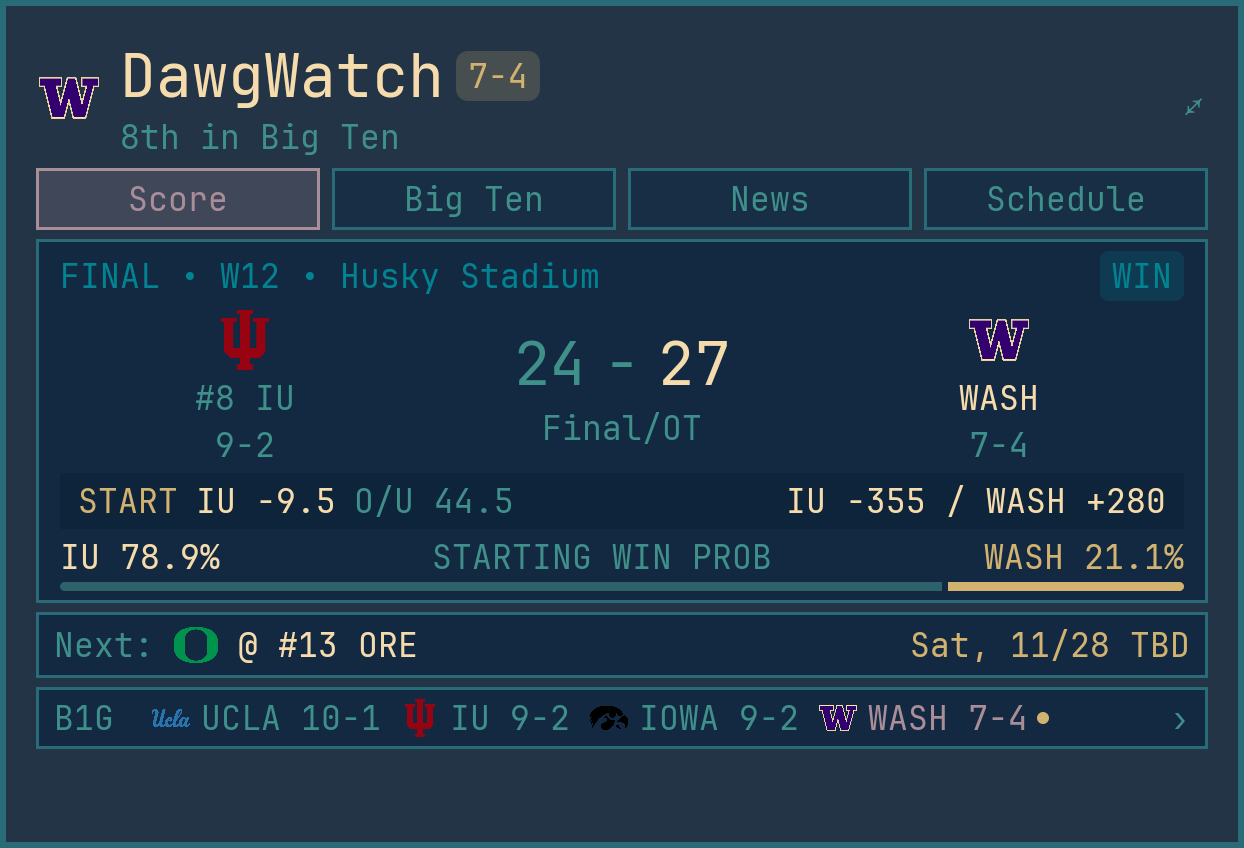 W DawgWatch 7-4
8th in Big Ten
Score Big Ten News Schedule
FINAL • W12 • Husky Stadium WIN
24 - 27
#8 IU Final/OT WASH
9-2 7-4
START IU -9.5 O/U 44.5 IU -355 / WASH +280
IU 78.9% STARTING WIN PROB WASH 21.1%
Next: @ #13 ORE Sat, 11/28 TBD
B1G Ucla UCLA 10-1 IU 9-2 IOWA 9-2 W WASH 7-4 ›